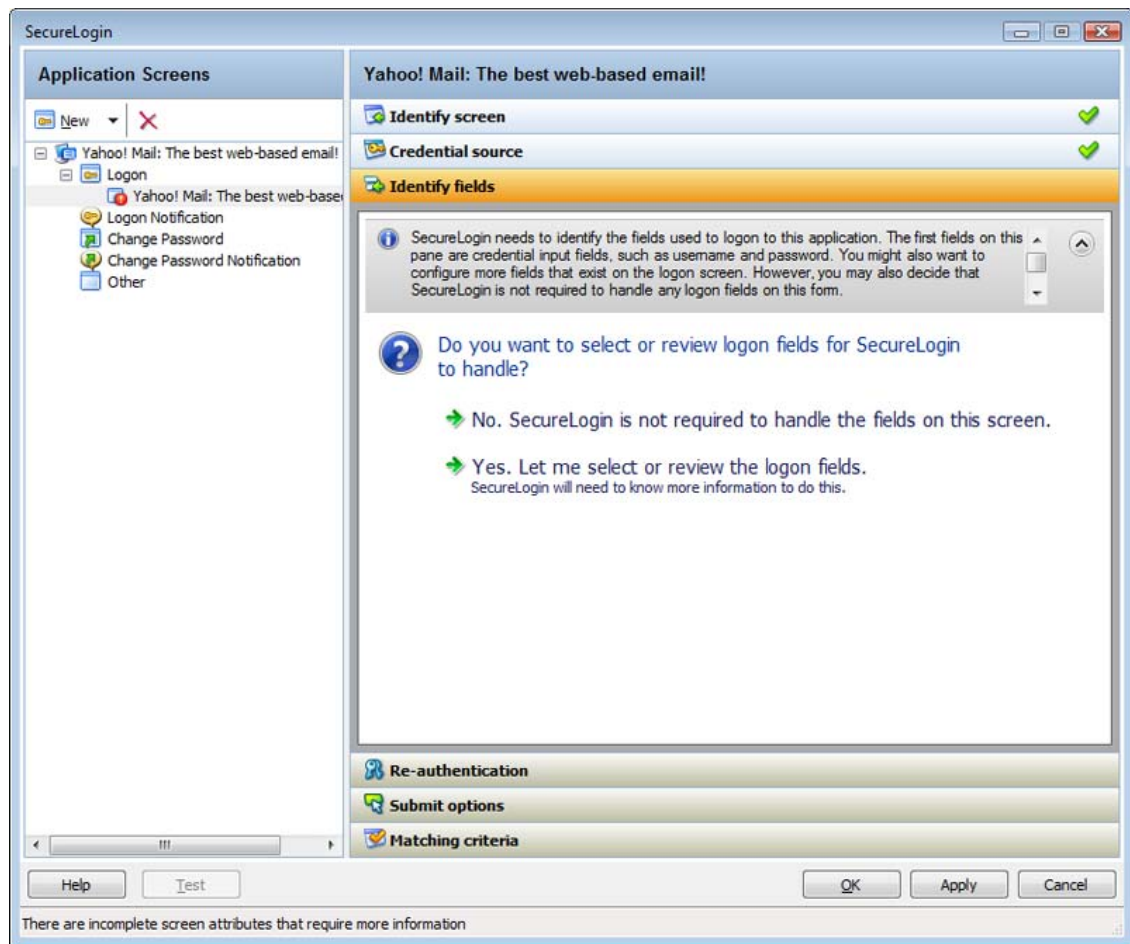 SecureLogin
Application Screens
New
Yahoo! Mail: The best web-based email!
Logon
Yahoo! Mail: The best web-base
Logon Notification
Change Password
Change Password Notification
Other
Yahoo! Mail: The best web-based email!
Identify screen
Credential source
Identify fields
SecureLogin needs to identify the fields used to logon to this application. The first fields on this
pane are credential input fields, such as username and password. You might also want to
configure more fields that exist on the logon screen. However, you may also decide that
SecureLogin is not required to handle any logon fields on this form.
Do you want to select or review logon fields for SecureLogin
to handle?
No. SecureLogin is not required to handle the fields on this screen.
Yes. Let me select or review the logon fields.
SecureLogin will need to know more information to do this.
Re-authentication
Submit options
Matching criteria
Help
Test
OK
Apply
Cancel
There are incomplete screen attributes that require more information